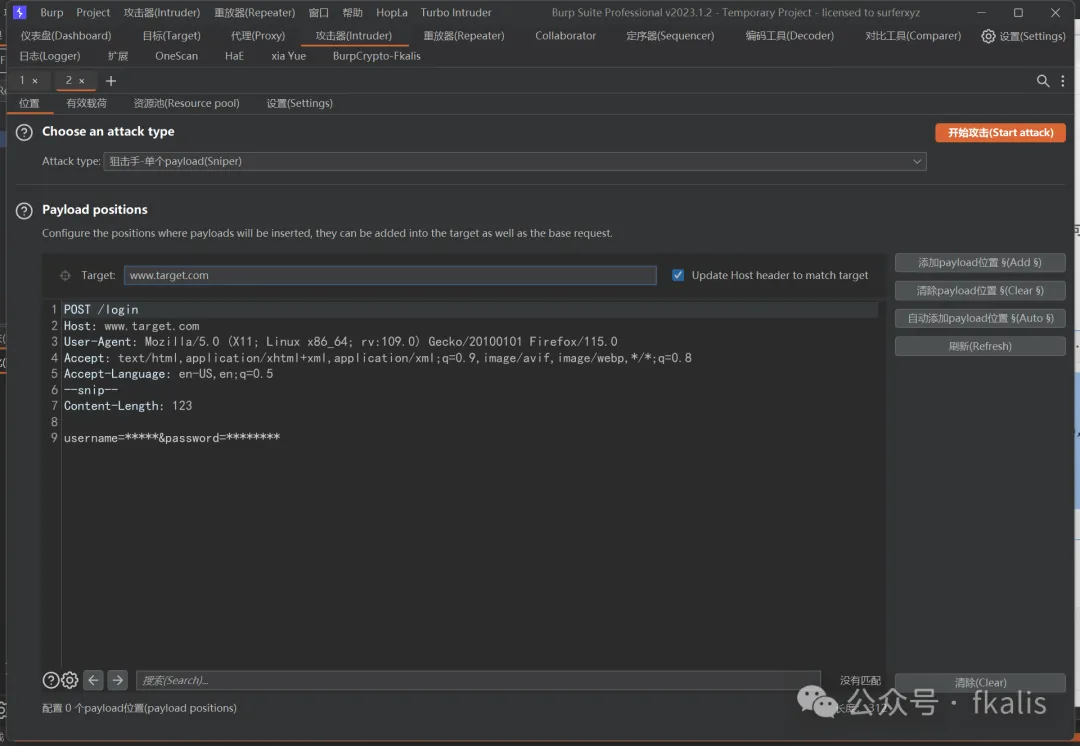 Burp Project 攻击器(Intruder) 重放器(Repeater) 窗口 帮助 HopLa Turbo Intruder Burp Suite Professional v2023.1.2 - Temporary Project - licensed to surferxyz
仪表盘(Dashboard) 目标(Target) 代理(Proxy) 攻击器(Intruder) 重放器(Repeater) Collaborator 定序器(Sequencer) 编码工具(Decoder) 对比工具(Comparer) 设置(Settings)
日志(Logger) 扩展 OneScan HaE xia Yue BurpCrypto-Fkalis
1 × 2 × +
位置 有效载荷 资源池(Resource pool) 设置(Settings)
Choose an attack type
开始攻击(Start attack)
Attack type: 狙击手-单个payload(Sniper)
Payload positions
Configure the positions where payloads will be inserted, they can be added into the target as well as the base request.
Target: www.target.com Update Host header to match target
添加payload位置 §(Add §)
清除payload位置 §(Clear §)
自动添加payload位置 §(Auto §)
刷新(Refresh)
1 POST /login
2 Host: www.target.com
3 User-Agent: Mozilla/5.0 (X11; Linux x86_64; rv:109.0) Gecko/20100101 Firefox/115.0
4 Accept: text/html,application/xhtml+xml,application/xml;q=0.9,image/avif,image/webp,*/*;q=0.8
5 Accept-Language: en-US,en;q=0.5
6 --snip--
7 Content-Length: 123
8
9 username=*****&password=********
搜索(Search)... 没有匹配 清除(Clear)
配置 0 个payload位置(payload positions) 长度: 312
公众号 · fkalis